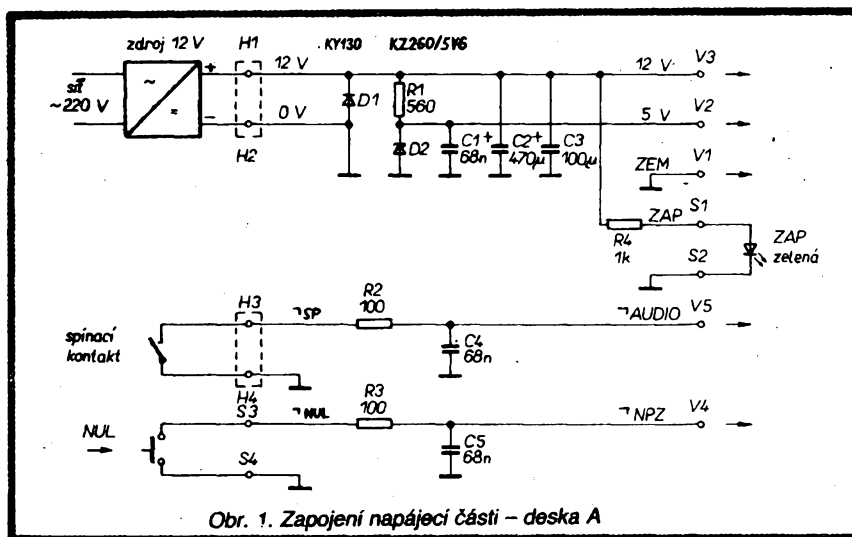 zdroj 12 V H1 KY130 KZ260/5V6
síť
~220 V
~
=
+
-
12 V
0 V
H2
D1
R1
560
D2
C1
68n
+
C2
470µ
+
C3
100µ
12 V V3
5 V V2
ZEM V1
R4
1k
ZAP S1
S2
ZAP
zelená
spínací
kontakt
H3
H4
¬SP
R2
100
C4
68n
¬AUDIO V5
NUL
S3
S4
¬NUL
R3
100
C5
68n
¬NPZ V4
Obr. 1. Zapojení napájecí části – deska A